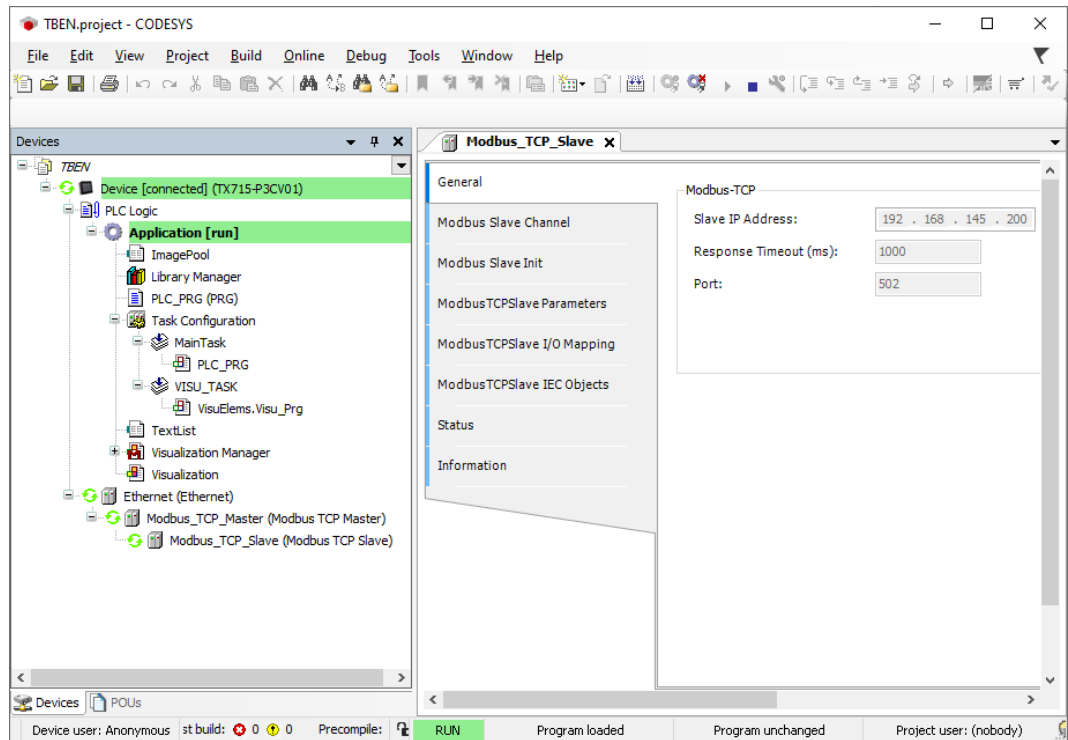 TBEN.project - CODESYS
File Edit View Project Build Online Debug Tools Window Help
Devices
TBEN
Device [connected] (TX715-P3CV01)
PLC Logic
Application [run]
ImagePool
Library Manager
PLC_PRG (PRG)
Task Configuration
MainTask
PLC_PRG
VISU_TASK
VisuElems.Visu_Prg
TextList
Visualization Manager
Visualization
Ethernet (Ethernet)
Modbus_TCP_Master (Modbus TCP Master)
Modbus_TCP_Slave (Modbus TCP Slave)
Devices POUs
Modbus_TCP_Slave
General
Modbus Slave Channel
Modbus Slave Init
ModbusTCPSlave Parameters
ModbusTCPSlave I/O Mapping
ModbusTCPSlave IEC Objects
Status
Information
Modbus-TCP
Slave IP Address: 192 . 168 . 145 . 200
Response Timeout (ms): 1000
Port: 502
Device user: Anonymous st build: 0 0 Precompile: RUN Program loaded Program unchanged Project user: (nobody)